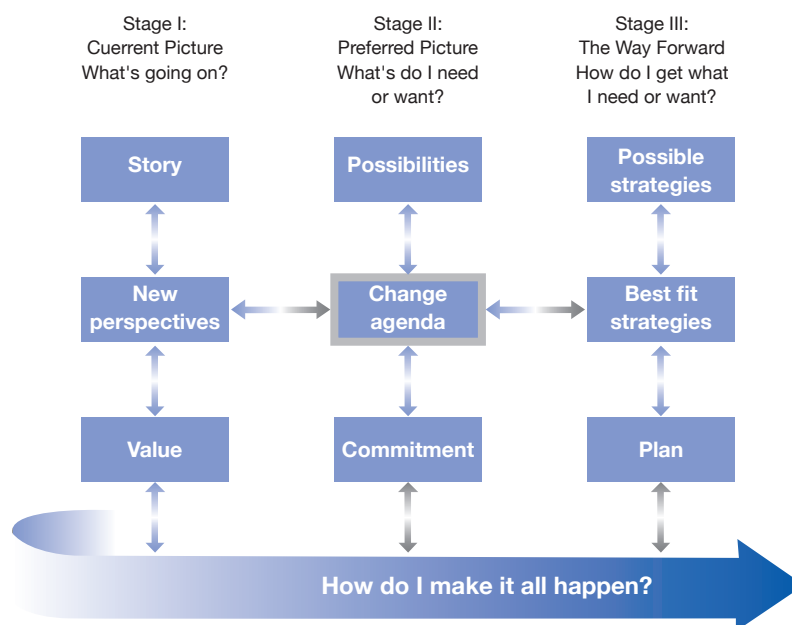 Stage I:
Cuerrent Picture
What's going on?
Stage II:
Preferred Picture
What's do I need
or want?
Stage III:
The Way Forward
How do I get what
I need or want?
Story
Possibilities
Possible
strategies
New
perspectives
Change
agenda
Best fit
strategies
Value
Commitment
Plan
How do I make it all happen?